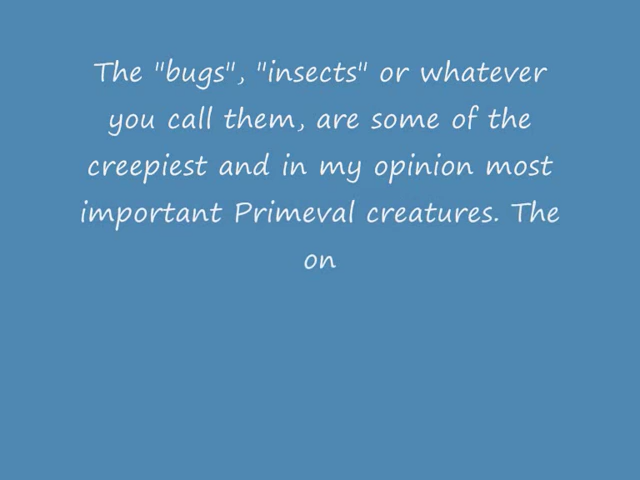 The "bugs", "insects" or whatever
you call them, are some of the
creepiest and in my opinion most
important Primeval creatures. The
on